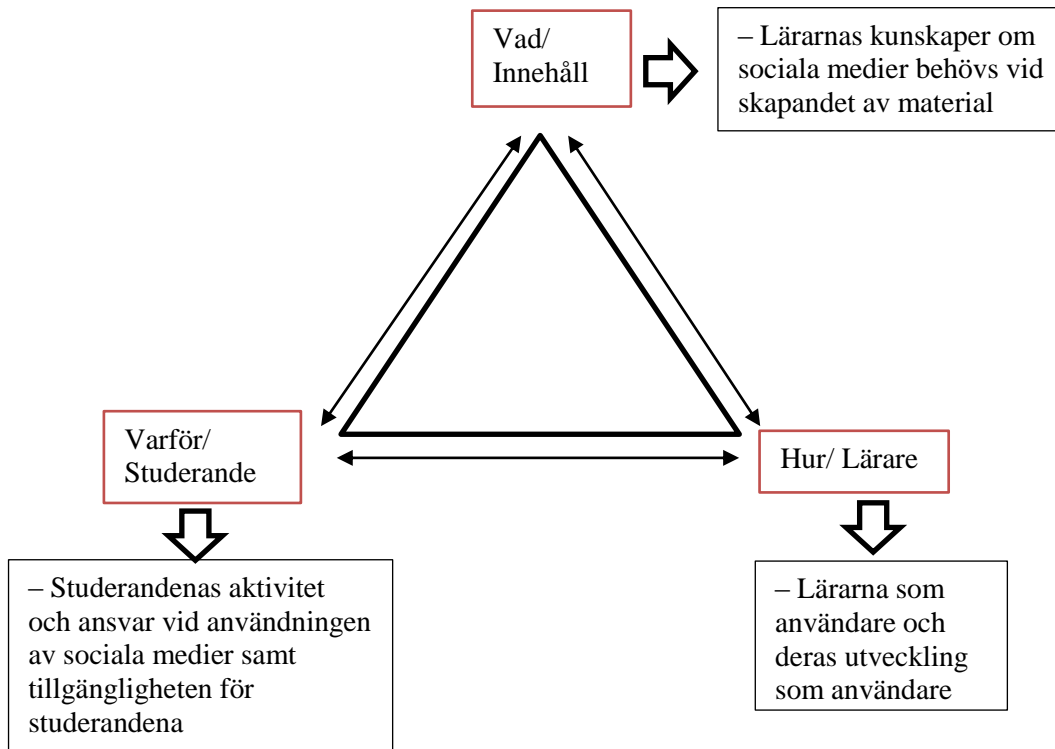 Vad/
Innehåll
– Lärarnas kunskaper om
sociala medier behövs vid
skapandet av material
Varför/
Studerande
Hur/ Lärare
– Studerandenas aktivitet
och ansvar vid användningen
av sociala medier samt
tillgängligheten för
studerandena
– Lärarna som
användare och
deras utveckling
som användare